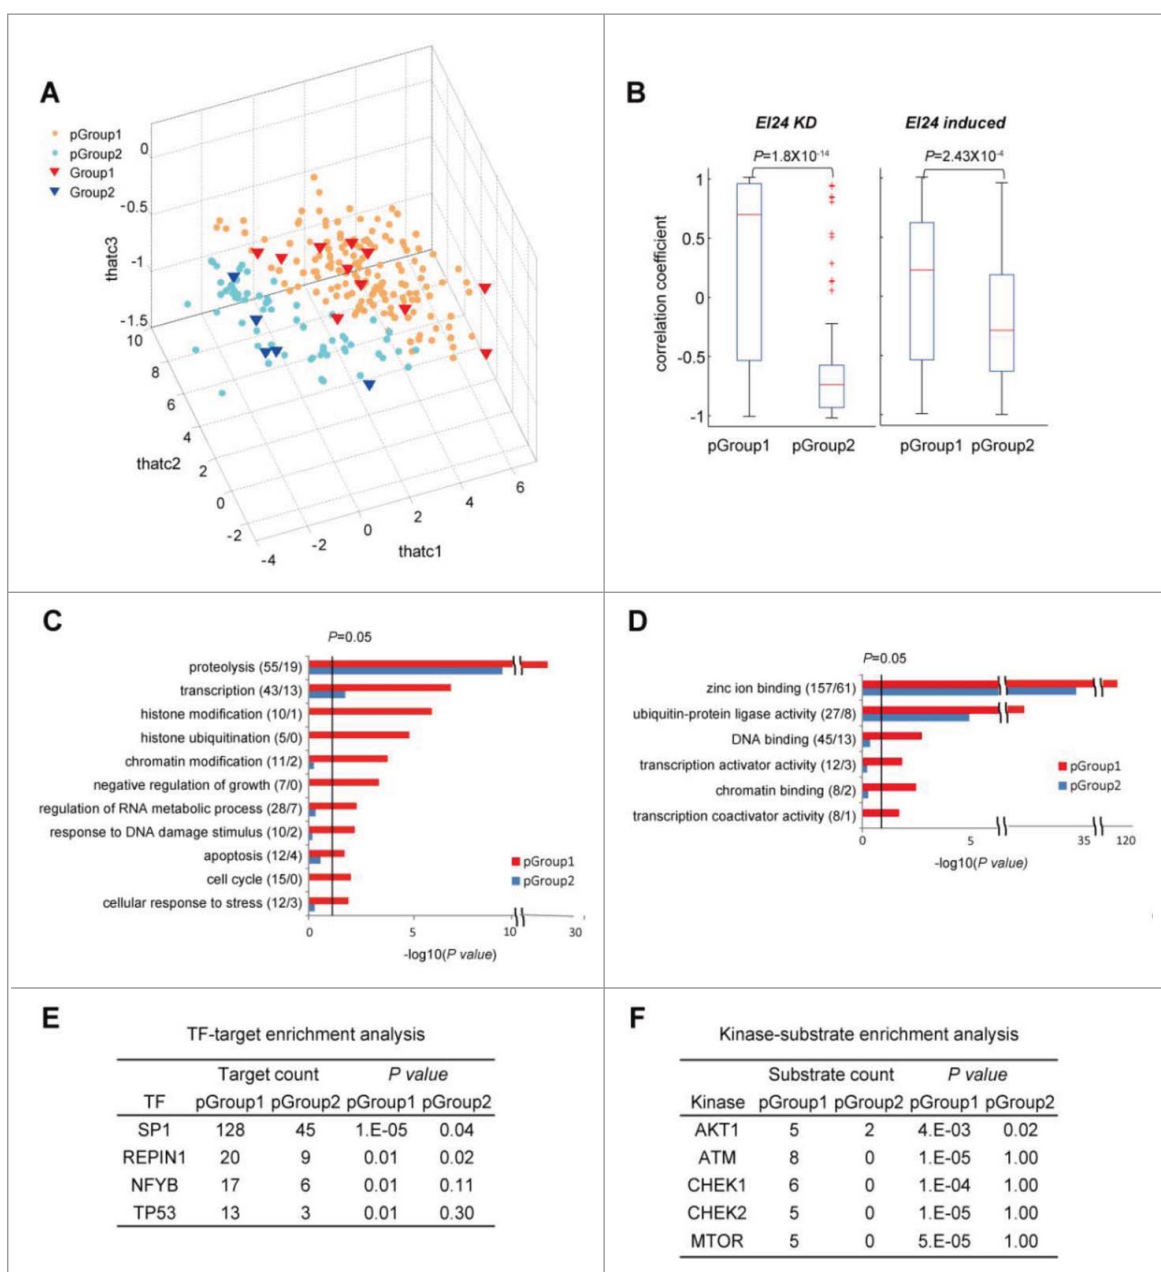 A
pGroup1
pGroup2
Group1
Group2
0
-0.5
-1
-1.5
thatc3
10
8
6
4
2
0
-2
thatc2
-4
-2
0
2
4
6
thatc1
B
EI24 KD
EI24 induced
P=1.8X10-14
P=2.43X10-4
1
0.5
0
-0.5
-1
correlation coefficient
pGroup1 pGroup2 pGroup1 pGroup2
C
P=0.05
proteolysis (55/19)
transcription (43/13)
histone modification (10/1)
histone ubiquitination (5/0)
chromatin modification (11/2)
negative regulation of growth (7/0)
regulation of RNA metabolic process (28/7)
response to DNA damage stimulus (10/2)
apoptosis (12/4)
cell cycle (15/0)
cellular response to stress (12/3)
pGroup1
pGroup2
0 5 10 30
-log10(P value)
D
P=0.05
zinc ion binding (157/61)
ubiquitin-protein ligase activity (27/8)
DNA binding (45/13)
transcription activator activity (12/3)
chromatin binding (8/2)
transcription coactivator activity (8/1)
pGroup1
pGroup2
0 5 35 120
-log10(P value)
E
TF-target enrichment analysis
Target count P value
TF pGroup1 pGroup2 pGroup1 pGroup2
SP1 128 45 1.E-05 0.04
REPIN1 20 9 0.01 0.02
NFYB 17 6 0.01 0.11
TP53 13 3 0.01 0.30
F
Kinase-substrate enrichment analysis
Substrate count P value
Kinase pGroup1 pGroup2 pGroup1 pGroup2
AKT1 5 2 4.E-03 0.02
ATM 8 0 1.E-05 1.00
CHEK1 6 0 1.E-04 1.00
CHEK2 5 0 1.E-05 1.00
MTOR 5 0 5.E-05 1.00